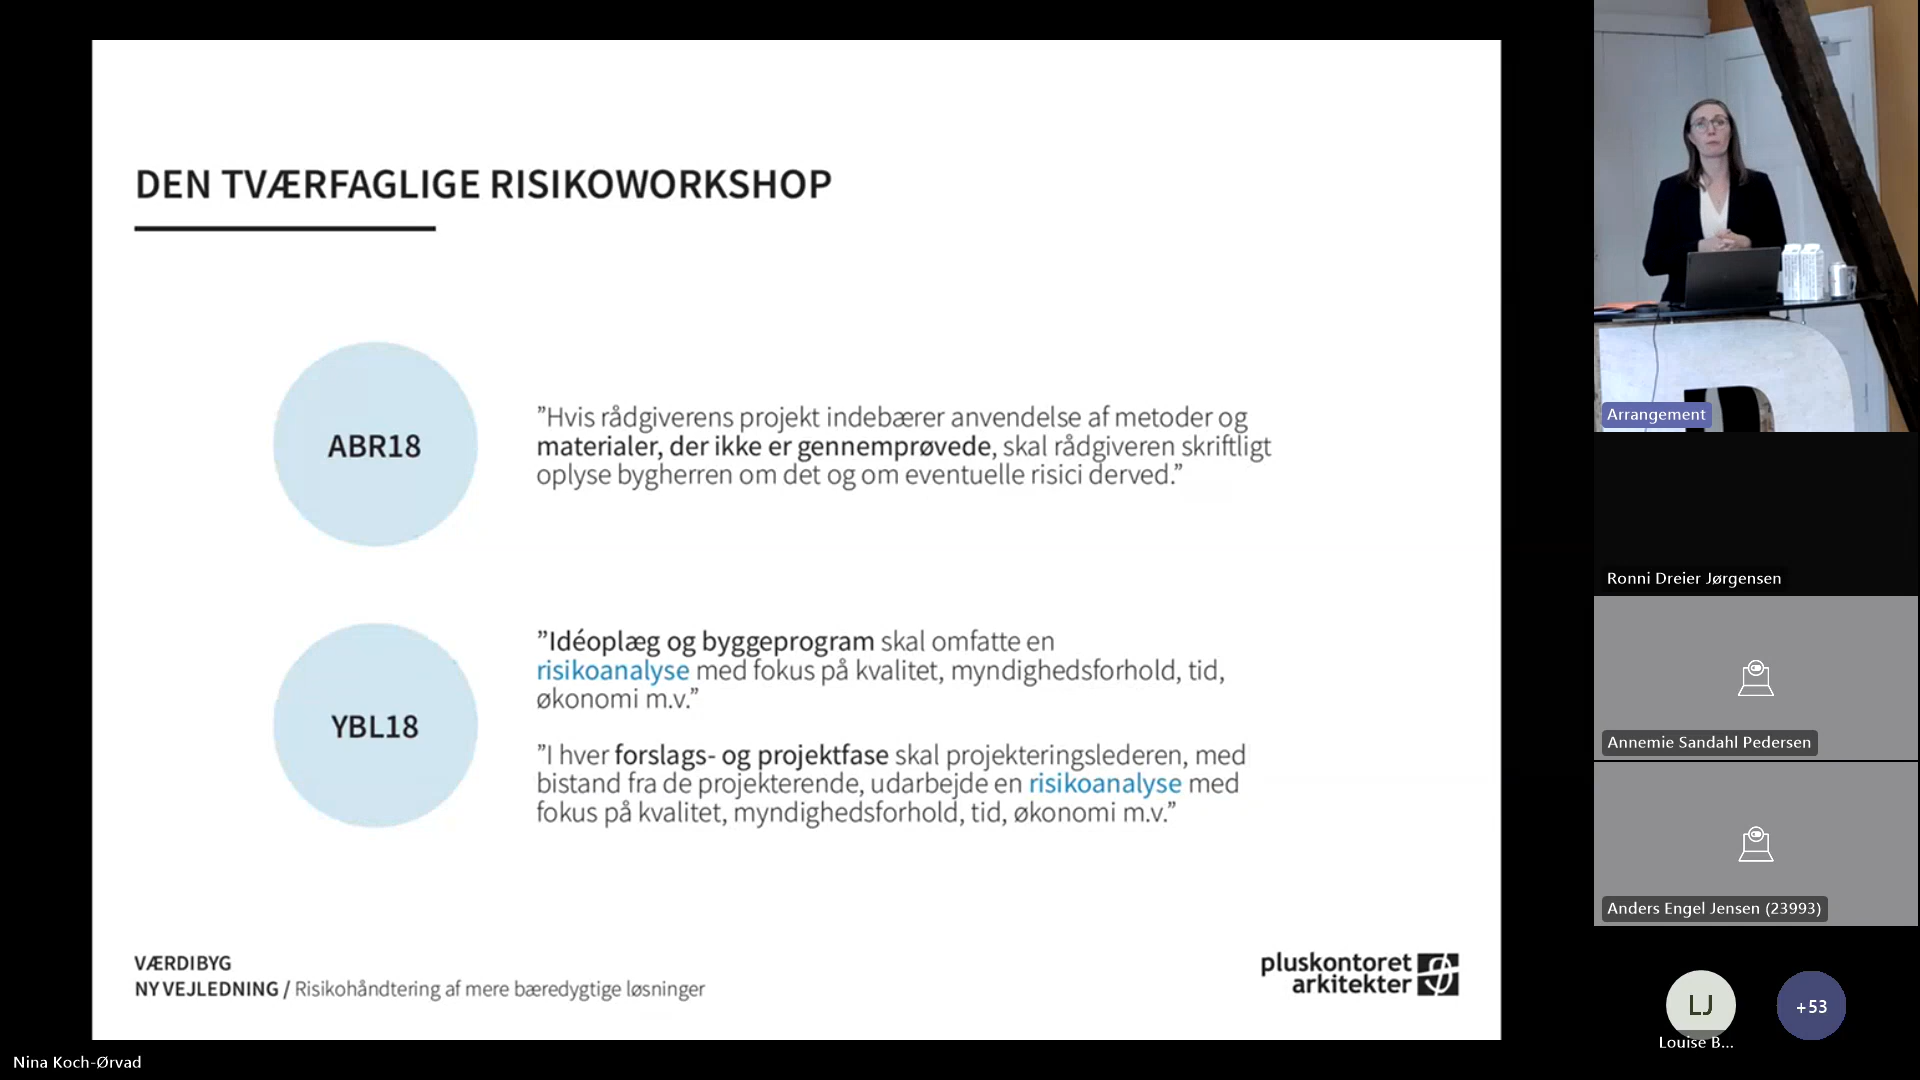 DEN TVÆRFAGLIGE RISIKOWORKSHOP
ABR18
”Hvis rådgiverens projekt indebærer anvendelse af metoder og
materialer, der ikke er gennemprøvede, skal rådgiveren skriftligt
oplyse bygherren om det og om eventuelle risici derved.”
YBL18
”Idéoplæg og byggeprogram skal omfatte en
risikoanalyse med fokus på kvalitet, myndighedsforhold, tid,
økonomi m.v.”
”I hver forslags- og projektfase skal projekteringslederen, med
bistand fra de projekterende, udarbejde en risikoanalyse med
fokus på kvalitet, myndighedsforhold, tid, økonomi m.v.”
VÆRDIBYG
NY VEJLEDNING / Risikohåndtering af mere bæredygtige løsninger
pluskontoret
arkitekter
Nina Koch-Ørvad
Arrangement
Ronni Dreier Jørgensen
Annemie Sandahl Pedersen
Anders Engel Jensen (23993)
LJ
Louise B...
+53